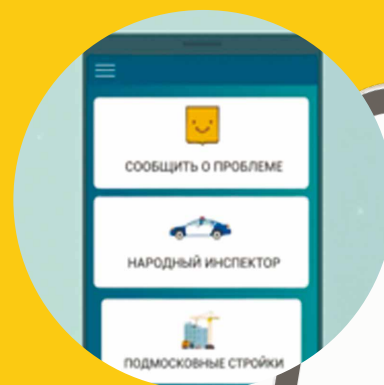 СООБЩИТЬ О ПРОБЛЕМЕ
НАРОДНЫЙ ИНСПЕКТОР
ПОДМОСКОВНЫЕ СТРОЙКИ